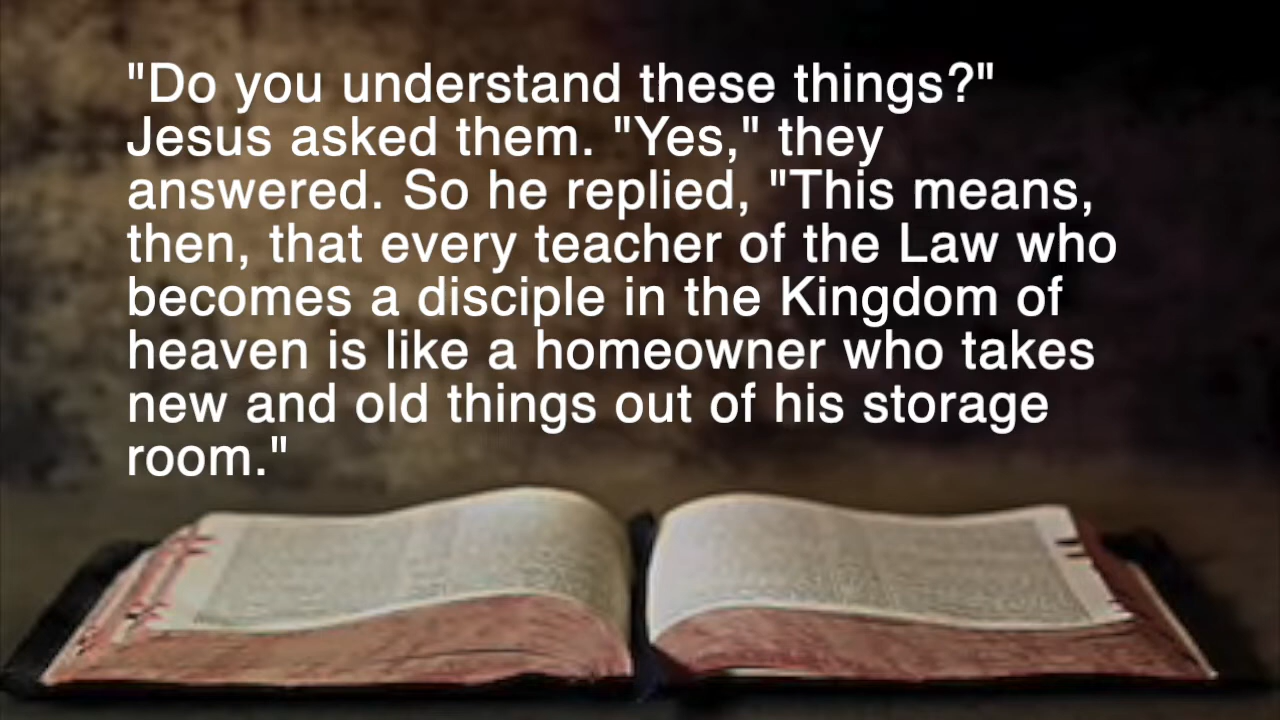 "Do you understand these things?"
Jesus asked them. "Yes," they
answered. So he replied, "This means,
then, that every teacher of the Law who
becomes a disciple in the Kingdom of
heaven is like a homeowner who takes
new and old things out of his storage
room."